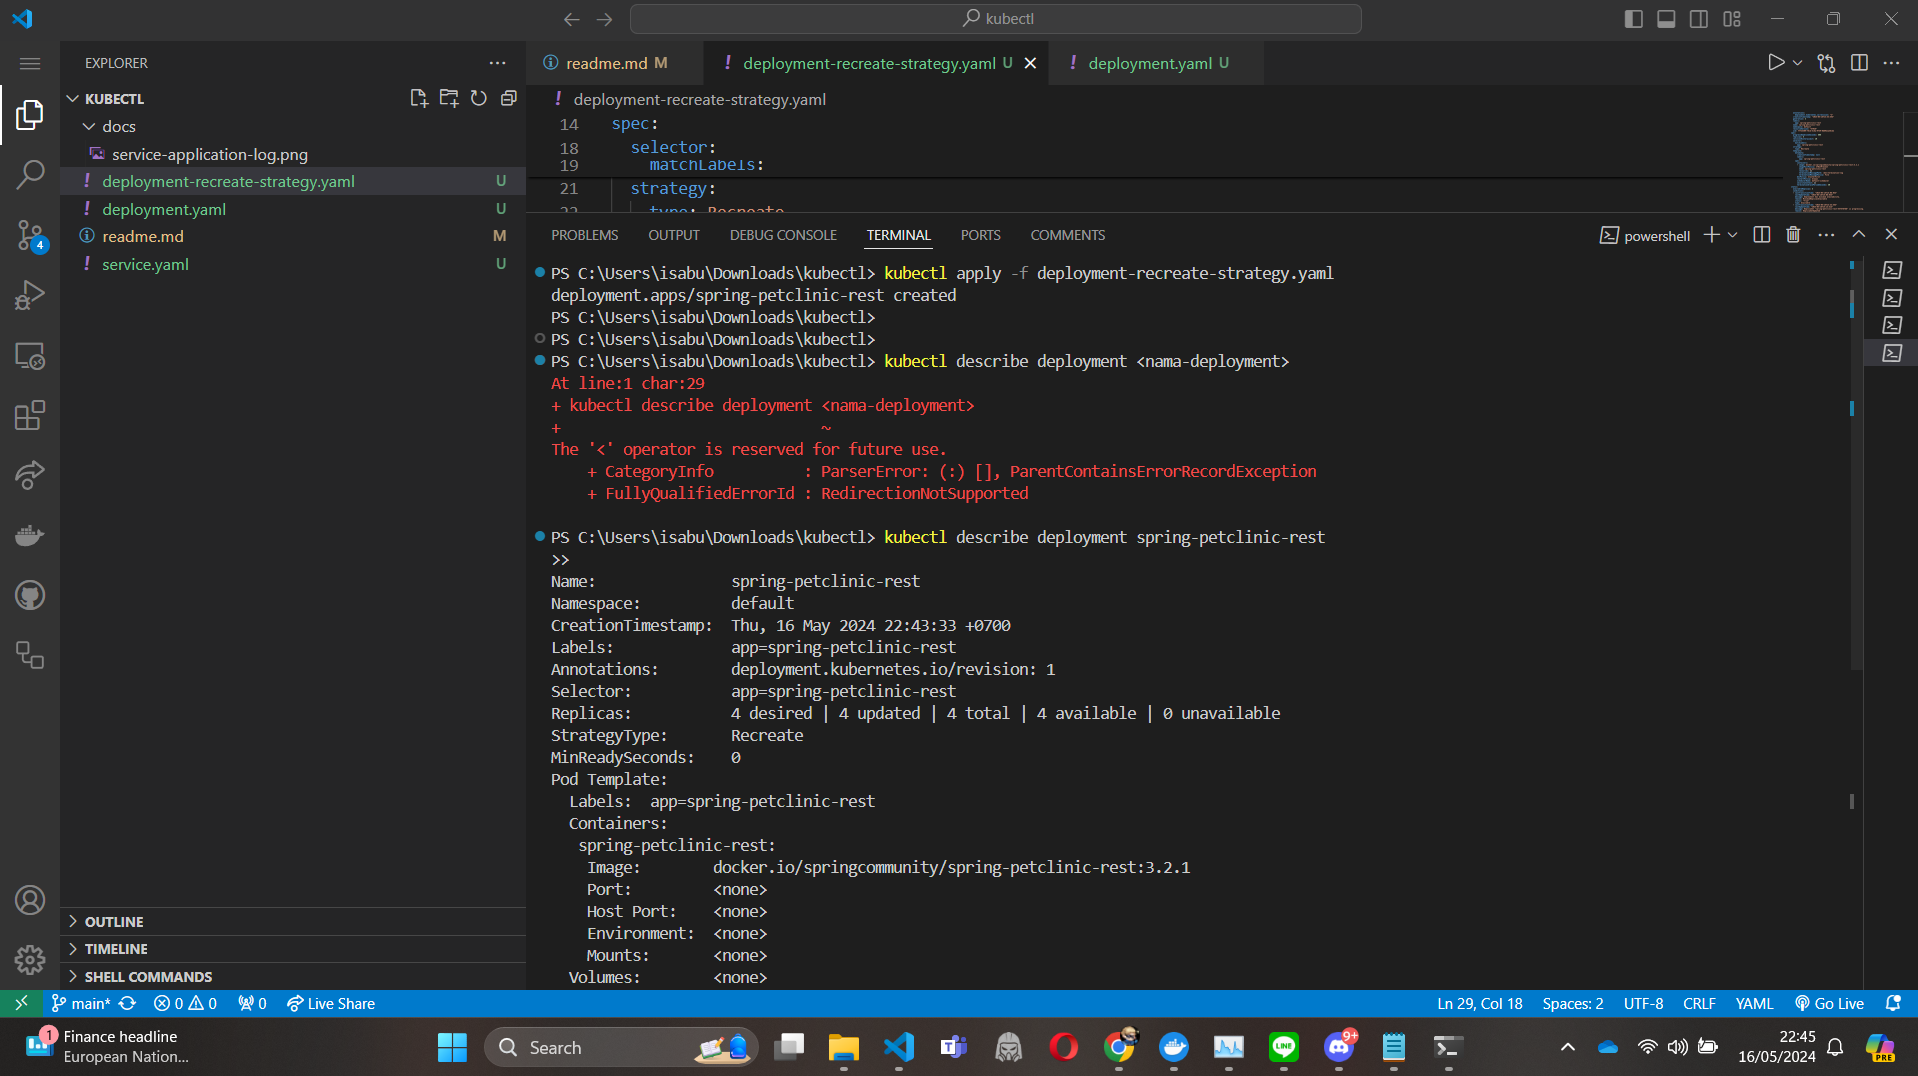 kubectl
EXPLORER
KUBECTL
docs
service-application-log.png
deployment-recreate-strategy.yaml U
deployment.yaml U
readme.md M
service.yaml U
4
OUTLINE
TIMELINE
SHELL COMMANDS
readme.md M
deployment-recreate-strategy.yaml U
deployment.yaml U
deployment-recreate-strategy.yaml
14 spec:
18 selector:
19 matchLabels:
21 strategy:
22 type: Recreate
PROBLEMS OUTPUT DEBUG CONSOLE TERMINAL PORTS COMMENTS
powershell
PS C:\Users\isabu\Downloads\kubectl> kubectl apply -f deployment-recreate-strategy.yaml
deployment.apps/spring-petclinic-rest created
PS C:\Users\isabu\Downloads\kubectl>
PS C:\Users\isabu\Downloads\kubectl>
PS C:\Users\isabu\Downloads\kubectl> kubectl describe deployment <nama-deployment>
At line:1 char:29
+ kubectl describe deployment <nama-deployment>
+ ~
The '<' operator is reserved for future use.
+ CategoryInfo : ParserError: (:) [], ParentContainsErrorRecordException
+ FullyQualifiedErrorId : RedirectionNotSupported
PS C:\Users\isabu\Downloads\kubectl> kubectl describe deployment spring-petclinic-rest
>>
Name: spring-petclinic-rest
Namespace: default
CreationTimestamp: Thu, 16 May 2024 22:43:33 +0700
Labels: app=spring-petclinic-rest
Annotations: deployment.kubernetes.io/revision: 1
Selector: app=spring-petclinic-rest
Replicas: 4 desired | 4 updated | 4 total | 4 available | 0 unavailable
StrategyType: Recreate
MinReadySeconds: 0
Pod Template:
Labels: app=spring-petclinic-rest
Containers:
spring-petclinic-rest:
Image: docker.io/springcommunity/spring-petclinic-rest:3.2.1
Port: <none>
Host Port: <none>
Environment: <none>
Mounts: <none>
Volumes: <none>
main* 0 0 0 Live Share
Ln 29, Col 18 Spaces: 2 UTF-8 CRLF YAML Go Live
1
Finance headline
European Nation...
Search
9+
22:45
16/05/2024
PRE